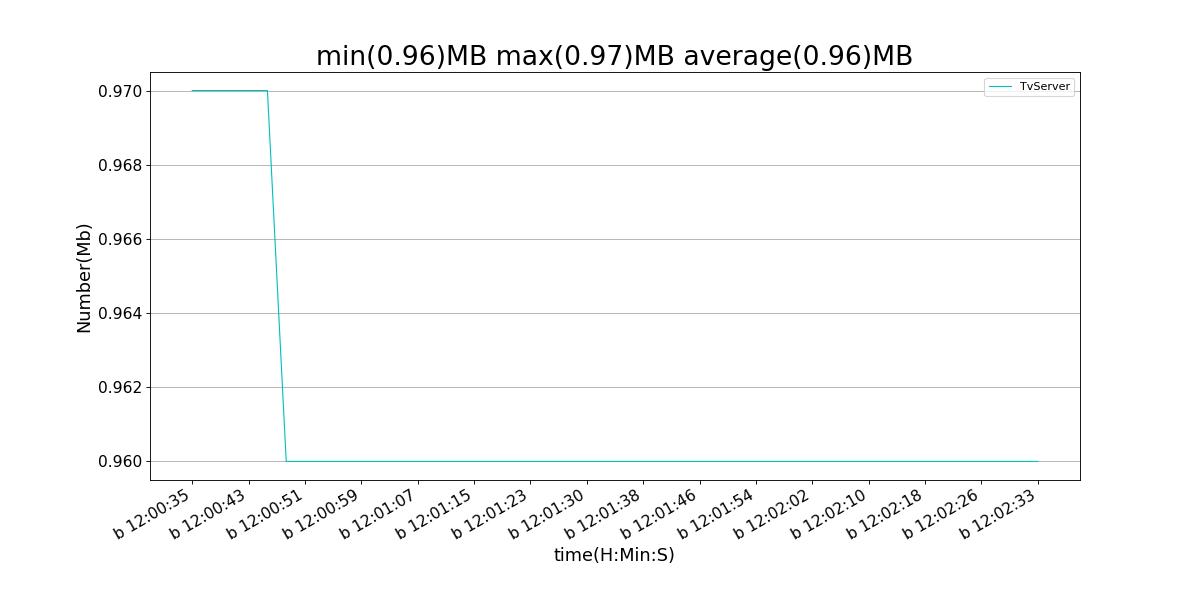 min(0.96)MB max(0.97)MB average(0.96)MB
TvServer
0.970
0.968
0.966
0.964
0.962
0.960
Number(Mb)
b 12:00:35
b 12:00:43
b 12:00:51
b 12:00:59
b 12:01:07
b 12:01:15
b 12:01:23
b 12:01:30
b 12:01:38
b 12:01:46
b 12:01:54
b 12:02:02
b 12:02:10
b 12:02:18
b 12:02:26
b 12:02:33
time(H:Min:S)